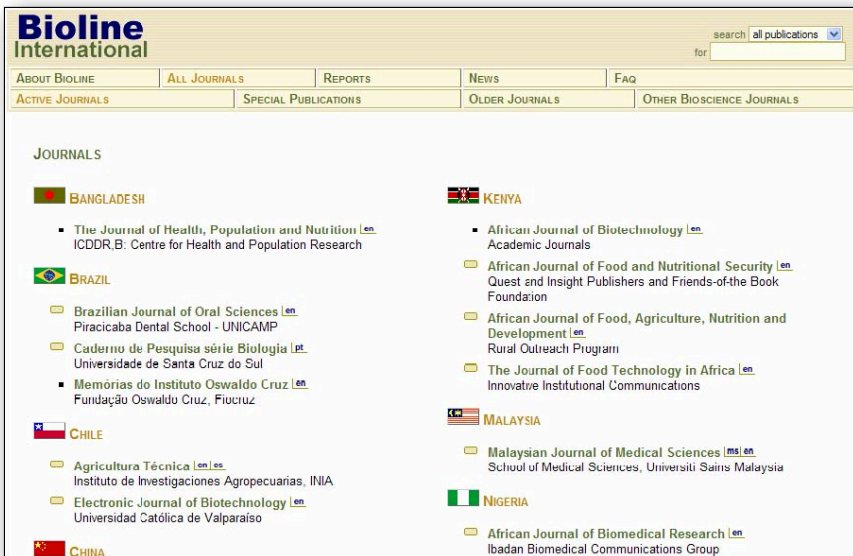 Bioline
International
search all publications
for
ABOUT BIOLINE ALL JOURNALS REPORTS NEWS FAQ
ACTIVE JOURNALS SPECIAL PUBLICATIONS OLDER JOURNALS OTHER BIOSCIENCE JOURNALS
JOURNALS
BANGLADESH
The Journal of Health, Population and Nutrition en
ICDDR,B: Centre for Health and Population Research
BRAZIL
Brazilian Journal of Oral Sciences en
Piracicaba Dental School - UNICAMP
Caderno de Pesquisa série Biologia pt
Universidade de Santa Cruz do Sul
Memórias do Instituto Oswaldo Cruz en
Fundação Oswaldo Cruz, Fiocruz
CHILE
Agricultura Técnica en es
Instituto de Investigaciones Agropecuarias, INIA
Electronic Journal of Biotechnology en
Universidad Católica de Valparaíso
CHINA
KENYA
African Journal of Biotechnology en
Academic Journals
African Journal of Food and Nutritional Security en
Quest and Insight Publishers and Friends-of-the Book
Foundation
African Journal of Food, Agriculture, Nutrition and
Development en
Rural Outreach Program
The Journal of Food Technology in Africa en
Innovative Institutional Communications
MALAYSIA
Malaysian Journal of Medical Sciences ms en
School of Medical Sciences, Universiti Sains Malaysia
NIGERIA
African Journal of Biomedical Research en
Ibadan Biomedical Communications Group